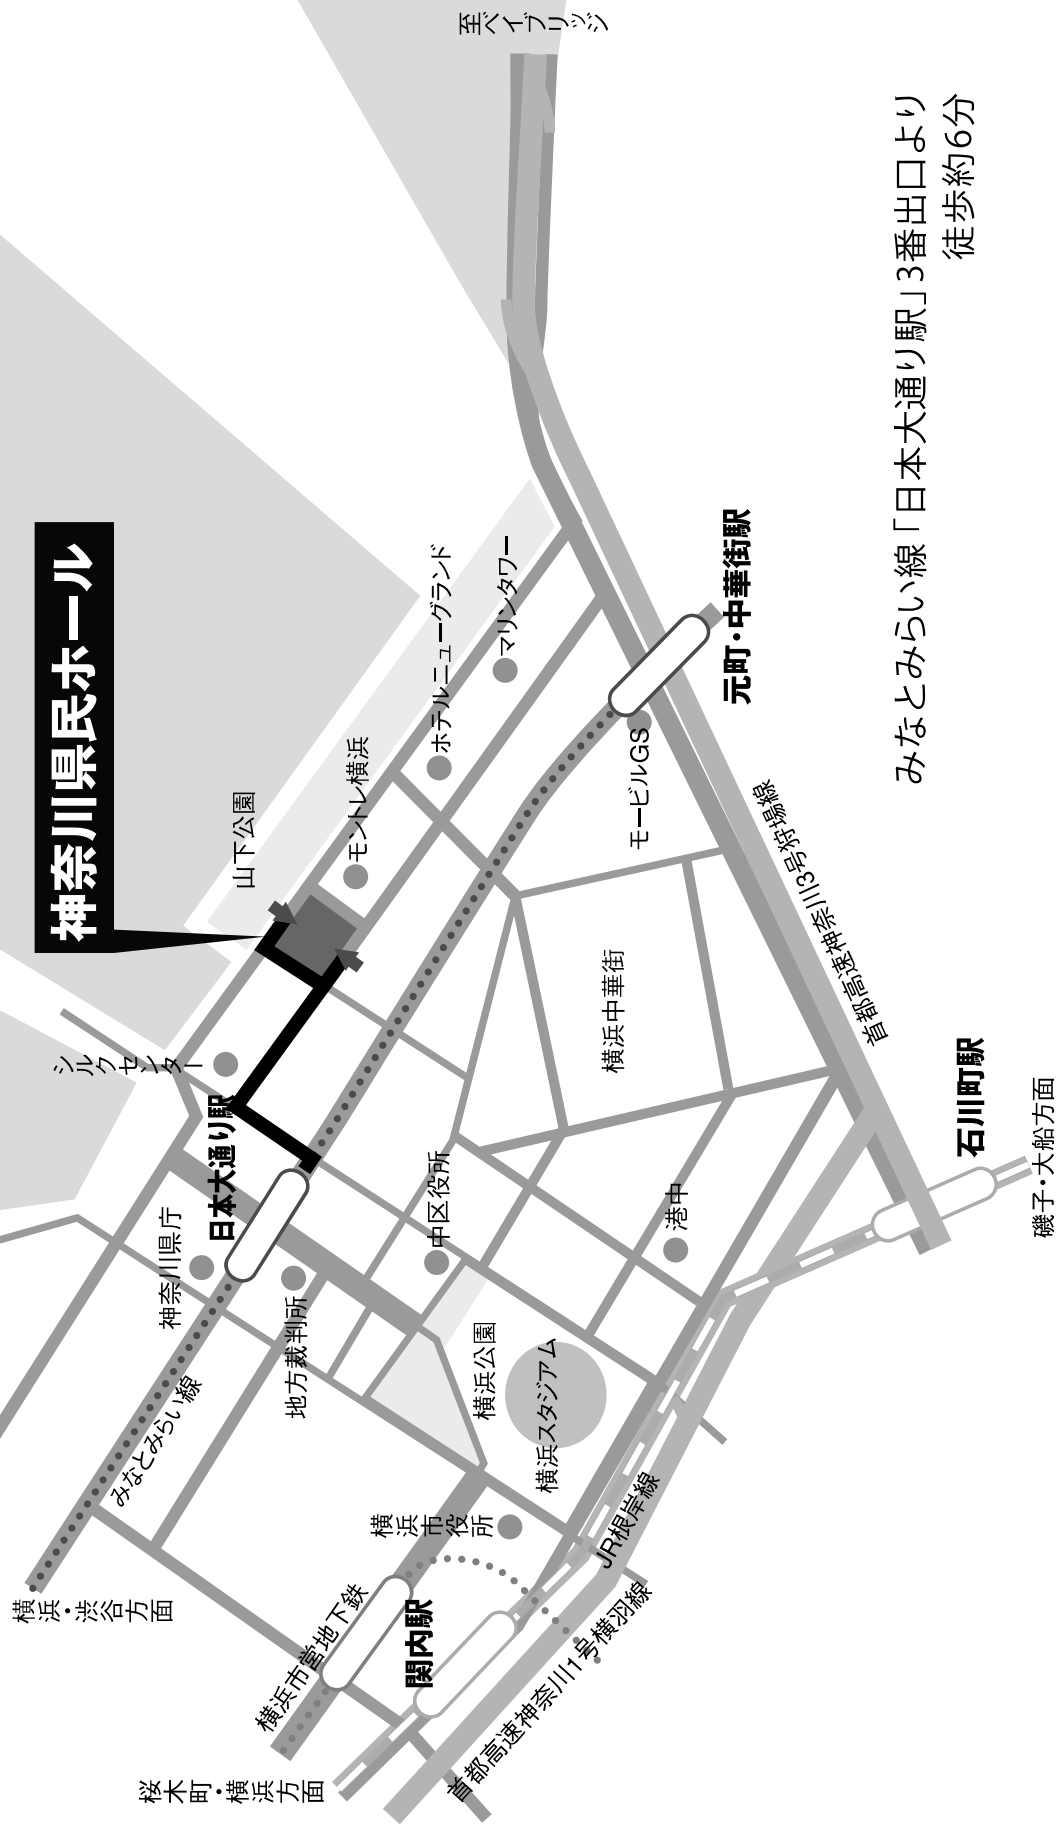 神奈川県民ホール
至ベイブリッジ
山下公園
モントレ横浜
ホテルニューグランド
マリンタワー
シルクセンター
日本大通り駅
神奈川県庁
地方裁判所
みなとみらい線
横浜・渋谷方面
中区役所
横浜中華街
モービルGS
元町・中華街駅
港中
横浜公園
横浜スタジアム
横浜市役所
横浜市営地下鉄
関内駅
桜木町・横浜方面
首都高速神奈川1号横羽線
JR根岸線
首都高速神奈川3号狩場線
石川町駅
磯子・大船方面
みなとみらい線「日本大通り駅」3番出口より
徒歩約6分